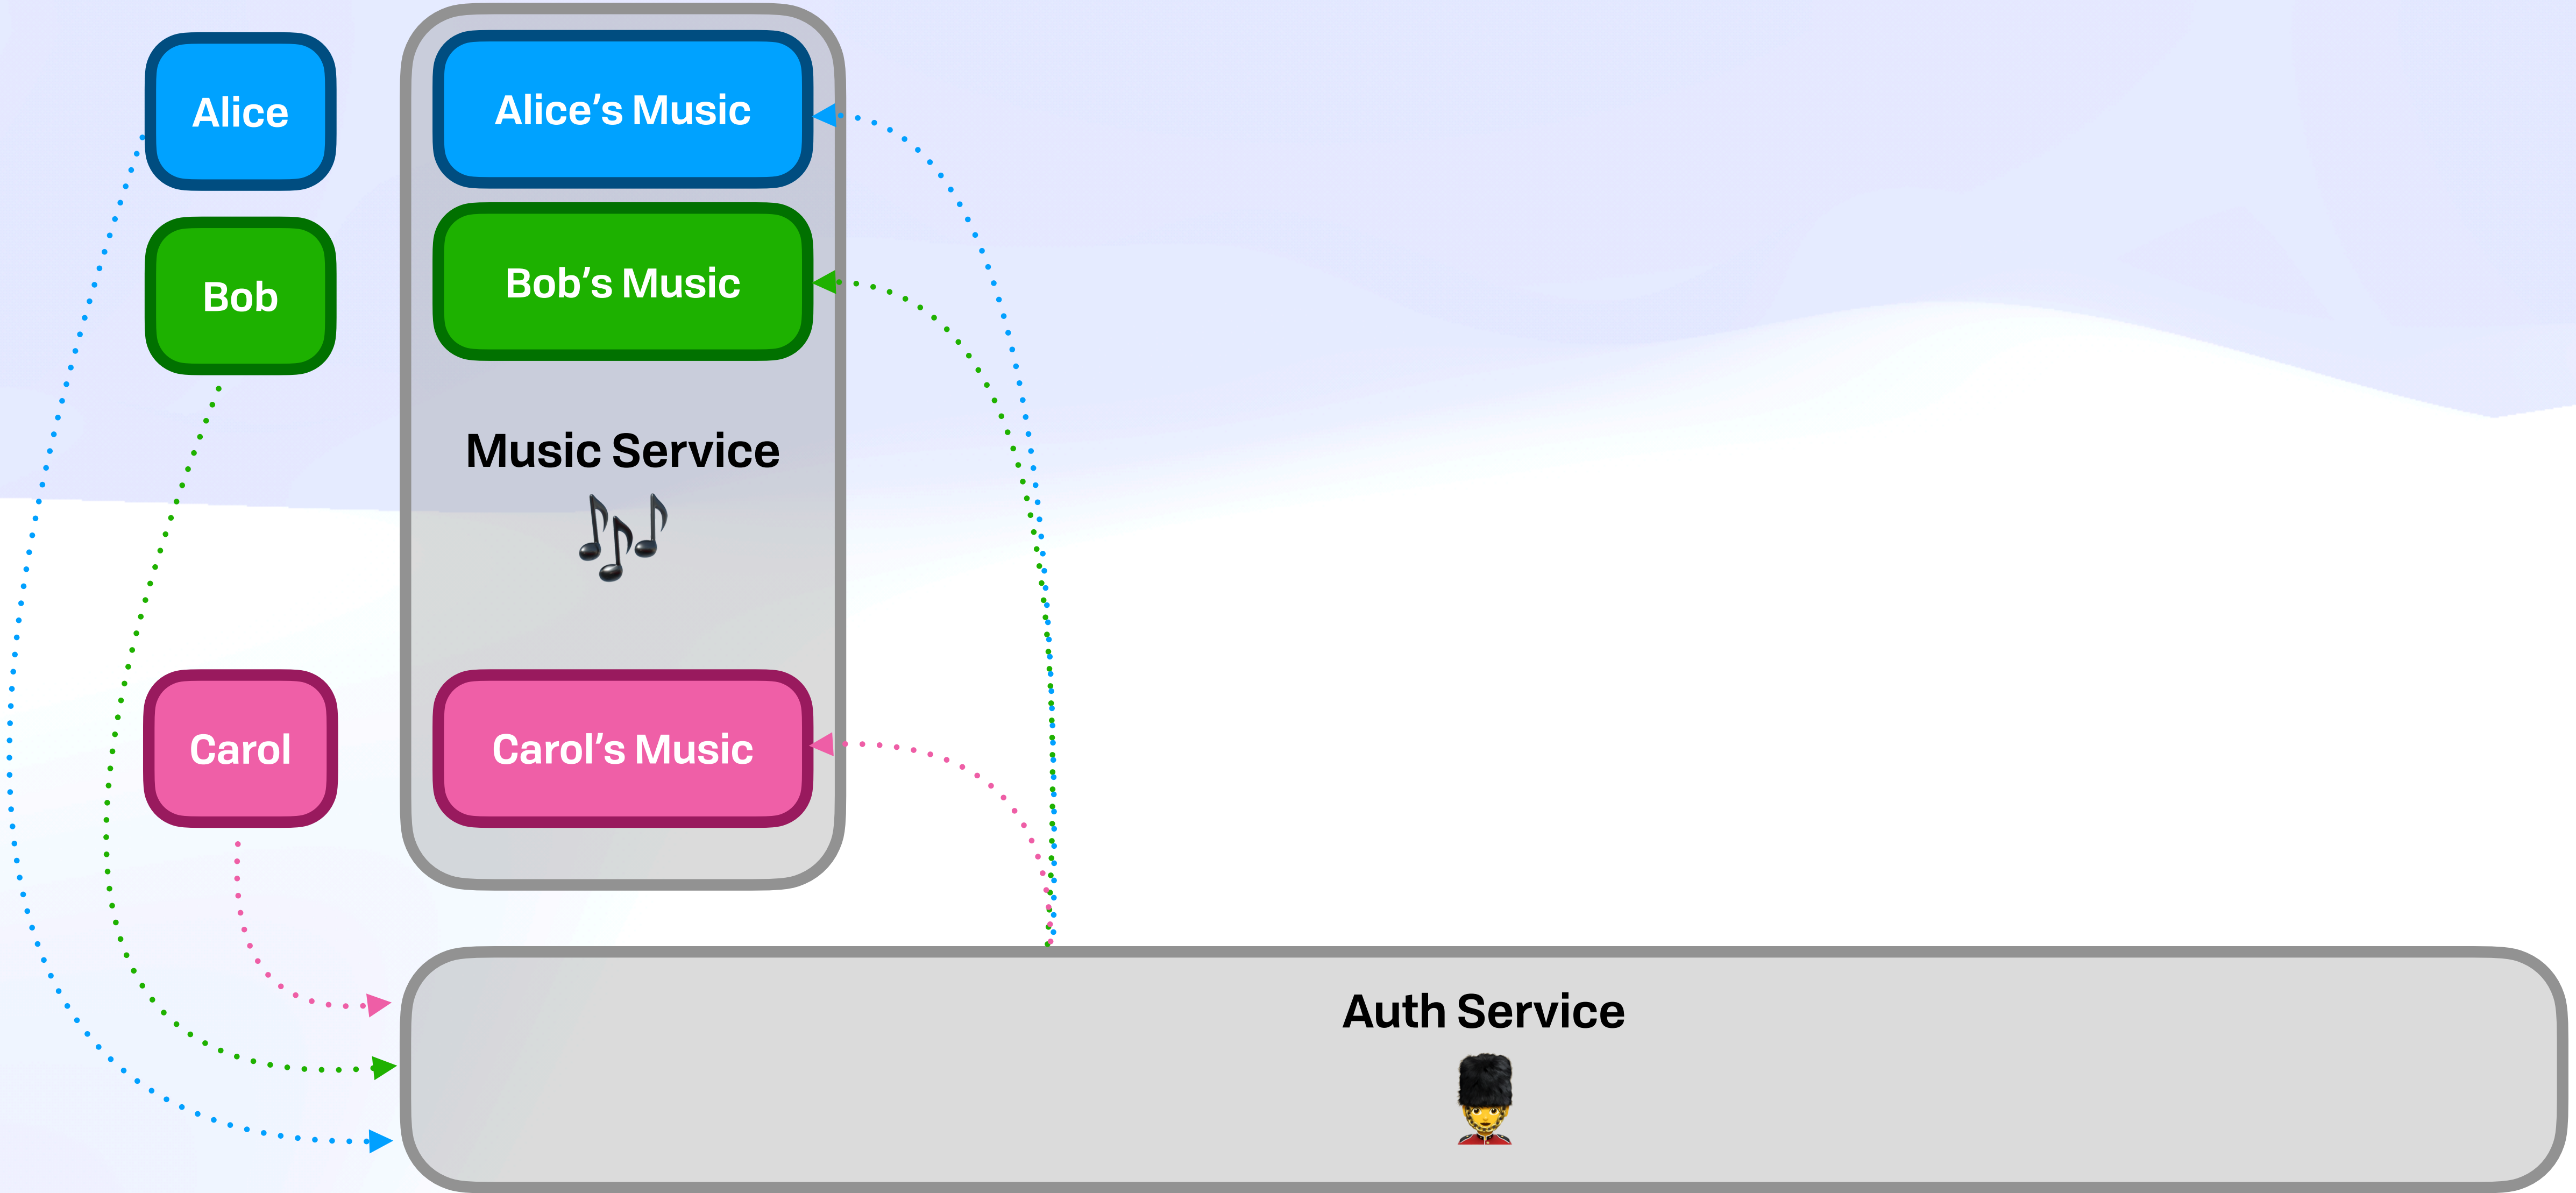 Alice
Alice’s Music
Bob
Bob’s Music
Music Service
Carol
Carol’s Music
Auth Service